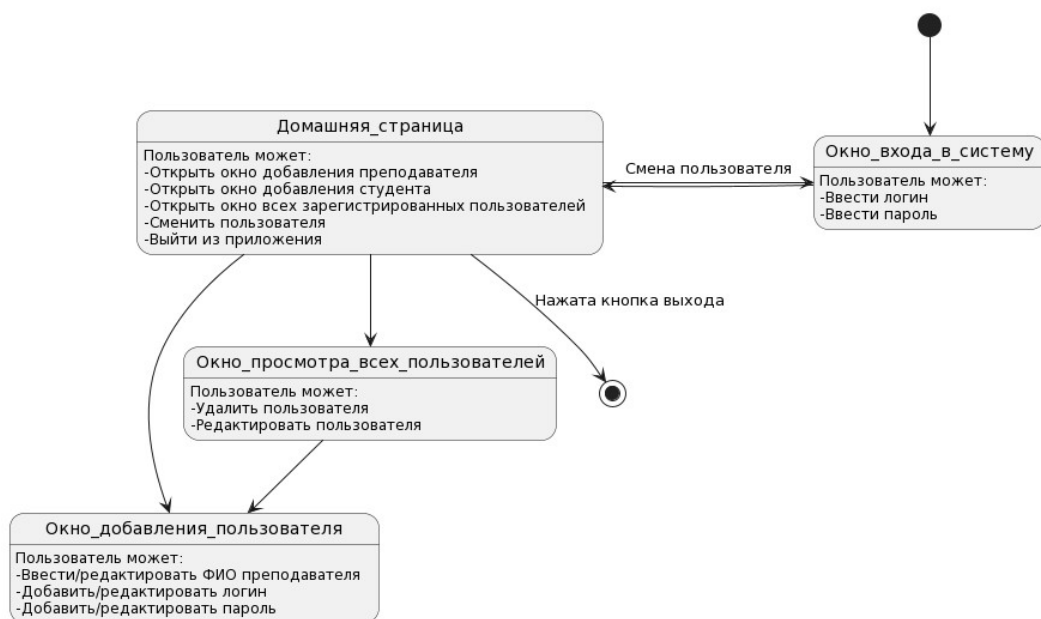 Домашняя_страница
Пользователь может:
-Открыть окно добавления преподавателя
-Открыть окно добавления студента
-Открыть окно всех зарегистрированных пользователей
-Сменить пользователя
-Выйти из приложения
Смена пользователя
Окно_входа_в_систему
Пользователь может:
-Ввести логин
-Ввести пароль
Нажата кнопка выхода
Окно_просмотра_всех_пользователей
Пользователь может:
-Удалить пользователя
-Редактировать пользователя
Окно_добавления_пользователя
Пользователь может:
-Ввести/редактировать ФИО преподавателя
-Добавить/редактировать логин
-Добавить/редактировать пароль